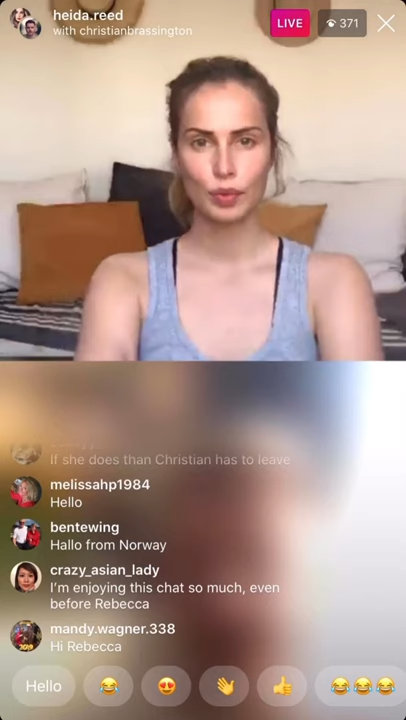 heida.reed
with christianbrassington
LIVE
371
If she does than Christian has to leave
melissahp1984
Hello
bentewing
Hallo from Norway
crazy_asian_lady
I'm enjoying this chat so much, even
before Rebecca
mandy.wagner.338
Hi Rebecca
Hello